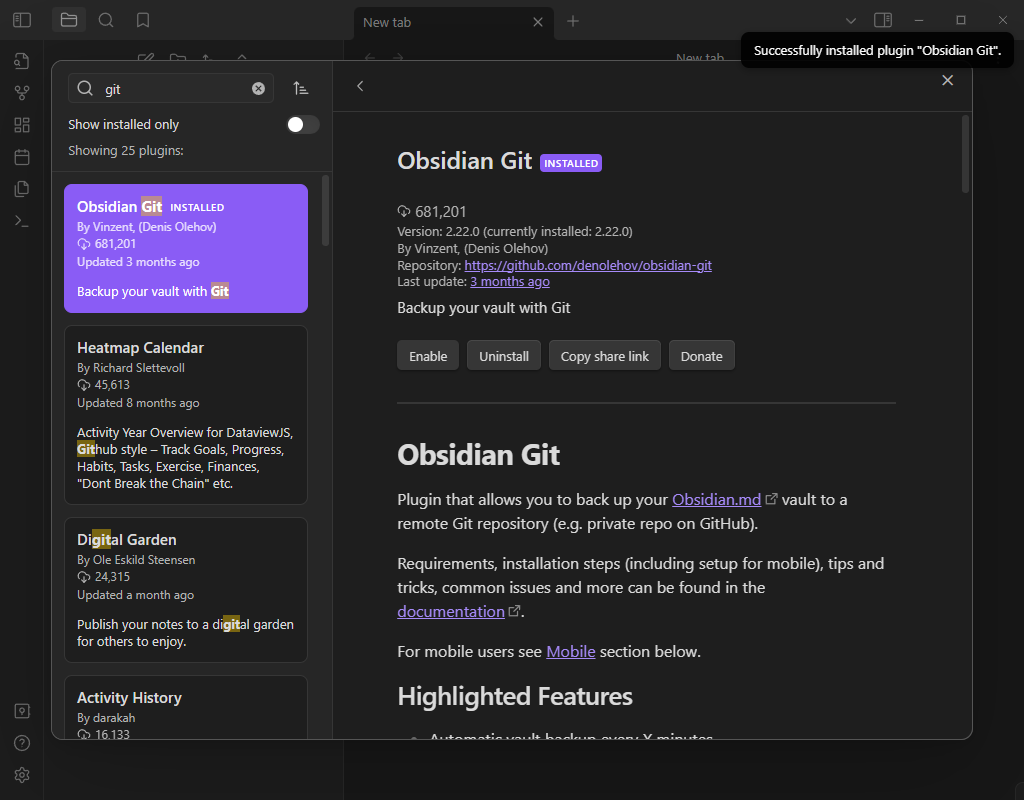 New tab
New tab
Successfully installed plugin "Obsidian Git".
git
Show installed only
Showing 25 plugins:
Obsidian Git INSTALLED
By Vinzent, (Denis Olehov)
681,201
Updated 3 months ago
Backup your vault with Git
Heatmap Calendar
By Richard Slettevoll
45,613
Updated 8 months ago
Activity Year Overview for DataviewJS,
Github style – Track Goals, Progress,
Habits, Tasks, Exercise, Finances,
"Dont Break the Chain" etc.
Digital Garden
By Ole Eskild Steensen
24,315
Updated a month ago
Publish your notes to a digital garden
for others to enjoy.
Activity History
By darakah
16,133
Obsidian Git INSTALLED
681,201
Version: 2.22.0 (currently installed: 2.22.0)
By Vinzent, (Denis Olehov)
Repository: https://github.com/denolehov/obsidian-git
Last update: 3 months ago
Backup your vault with Git
Enable Uninstall Copy share link Donate
Obsidian Git
Plugin that allows you to back up your Obsidian.md vault to a
remote Git repository (e.g. private repo on GitHub).
Requirements, installation steps (including setup for mobile), tips and
tricks, common issues and more can be found in the
documentation.
For mobile users see Mobile section below.
Highlighted Features
• Automatic vault backup every X minutes